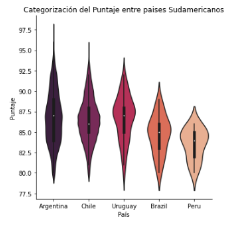 Categorización del Puntaje entre paises Sudamericanos
97.5
95.0
92.5
90.0
87.5
85.0
82.5
80.0
77.5
Puntaje
Argentina
Chile
Uruguay
Brazil
Peru
País